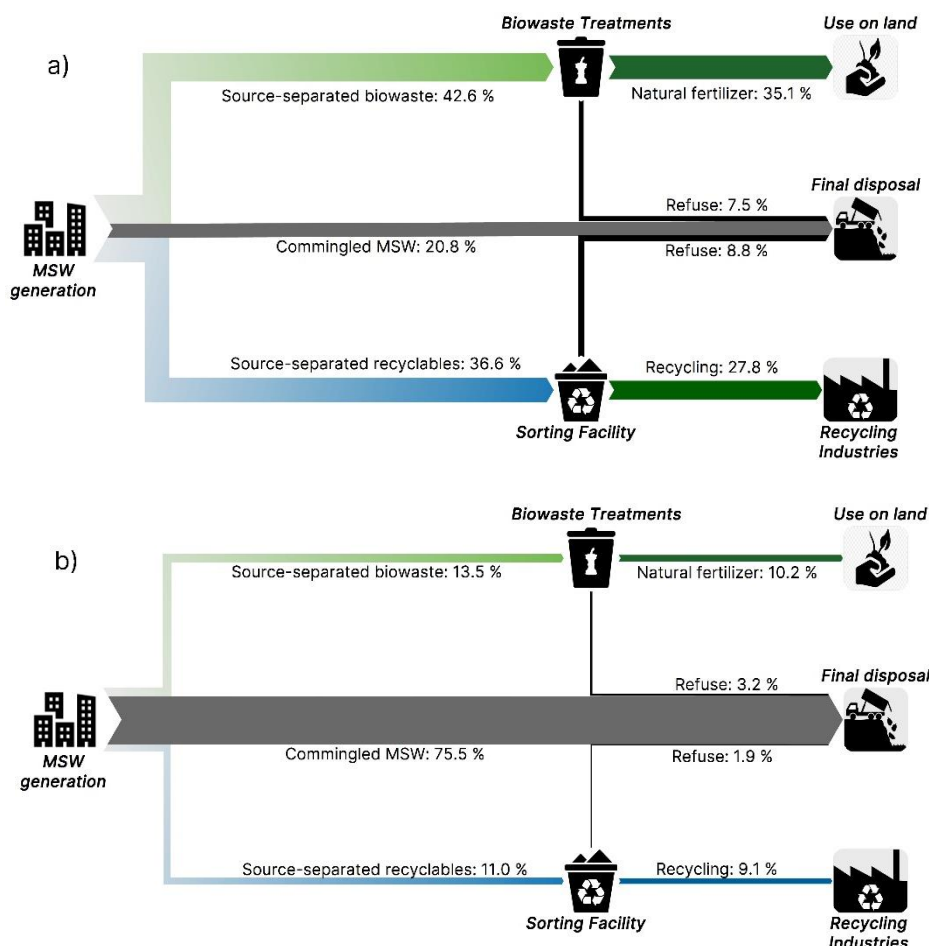 Biowaste Treatments
Use on land
a)
Source-separated biowaste: 42.6 %
Natural fertilizer: 35.1 %
Final disposal
Refuse: 7.5 %
Commingled MSW: 20.8 %
Refuse: 8.8 %
MSW
generation
Source-separated recyclables: 36.6 %
Recycling: 27.8 %
Sorting Facility
Recycling
Industries
Biowaste Treatments
Use on land
b)
Source-separated biowaste: 13.5 %
Natural fertilizer: 10.2 %
Final disposal
Refuse: 3.2 %
Commingled MSW: 75.5 %
Refuse: 1.9 %
MSW
generation
Source-separated recyclables: 11.0 %
Recycling: 9.1 %
Sorting Facility
Recycling
Industries